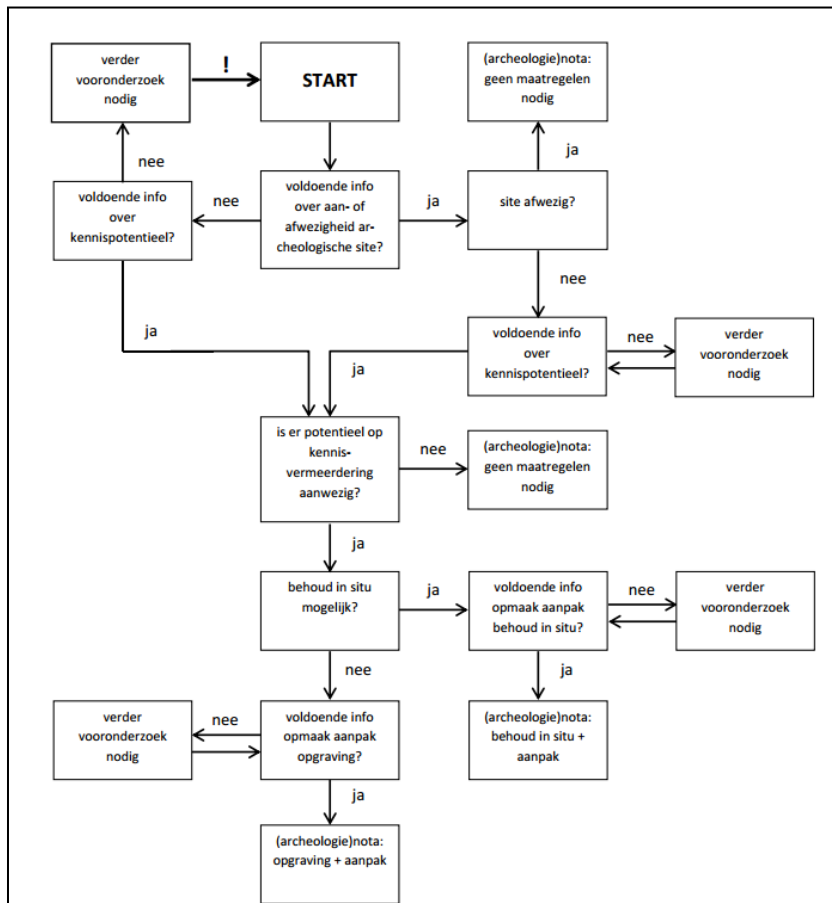 verder
vooronderzoek
nodig
!
START
(archeologie)nota:
geen maatregelen
nodig
nee
ja
voldoende info
over
kennispotentieel?
nee
voldoende info
over aan- of
afwezigheid ar-
cheologische site?
ja
site afwezig?
nee
ja
voldoende info
over
kennispotentieel?
nee
verder
vooronderzoek
nodig
ja
is er potentieel op
kennis-
vermeerdering
aanwezig?
nee
(archeologie)nota:
geen maatregelen
nodig
ja
behoud in situ
mogelijk?
ja
voldoende info
opmaak aanpak
behoud in situ?
nee
verder
vooronderzoek
nodig
nee
ja
verder
vooronderzoek
nodig
nee
voldoende info
opmaak aanpak
opgraving?
(archeologie)nota:
behoud in situ +
aanpak
ja
(archeologie)nota:
opgraving + aanpak